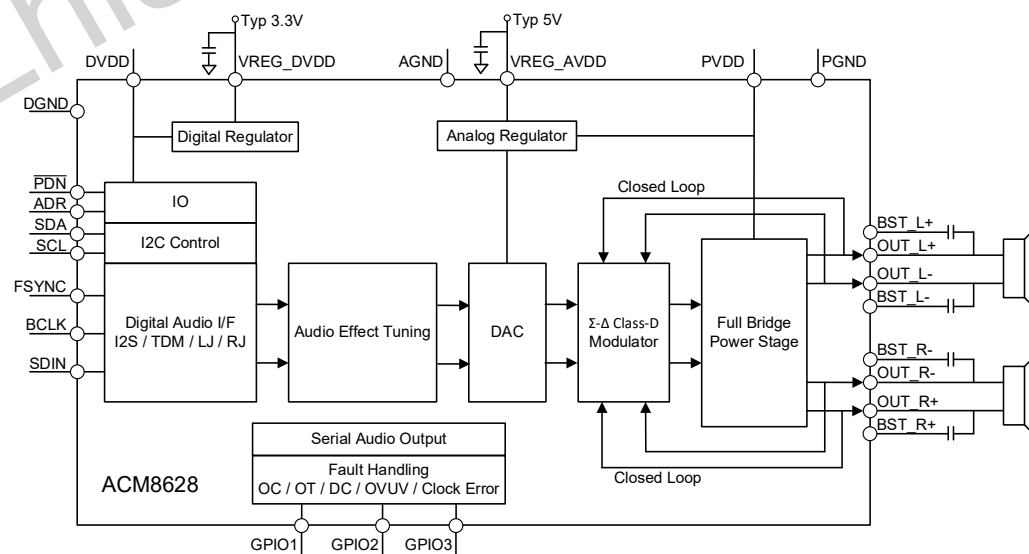 Typ 3.3V
Typ 5V
DVDD
VREG_DVDD
AGND
VREG_AVDD
PVDD
PGND
DGND
Digital Regulator
Analog Regulator
PDN
ADR
SDA
SCL
FSYNC
BCLK
SDIN
IO
I2C Control
Digital Audio I/F
I2S / TDM / LJ / RJ
Audio Effect Tuning
DAC
Closed Loop
Σ-Δ Class-D
Modulator
Full Bridge
Power Stage
BST_L+
OUT_L+
OUT_L-
BST_L-
BST_R-
OUT_R-
OUT_R+
BST_R+
Closed Loop
Serial Audio Output
Fault Handling
OC / OT / DC / OVUV / Clock Error
ACM8628
GPIO1
GPIO2
GPIO3